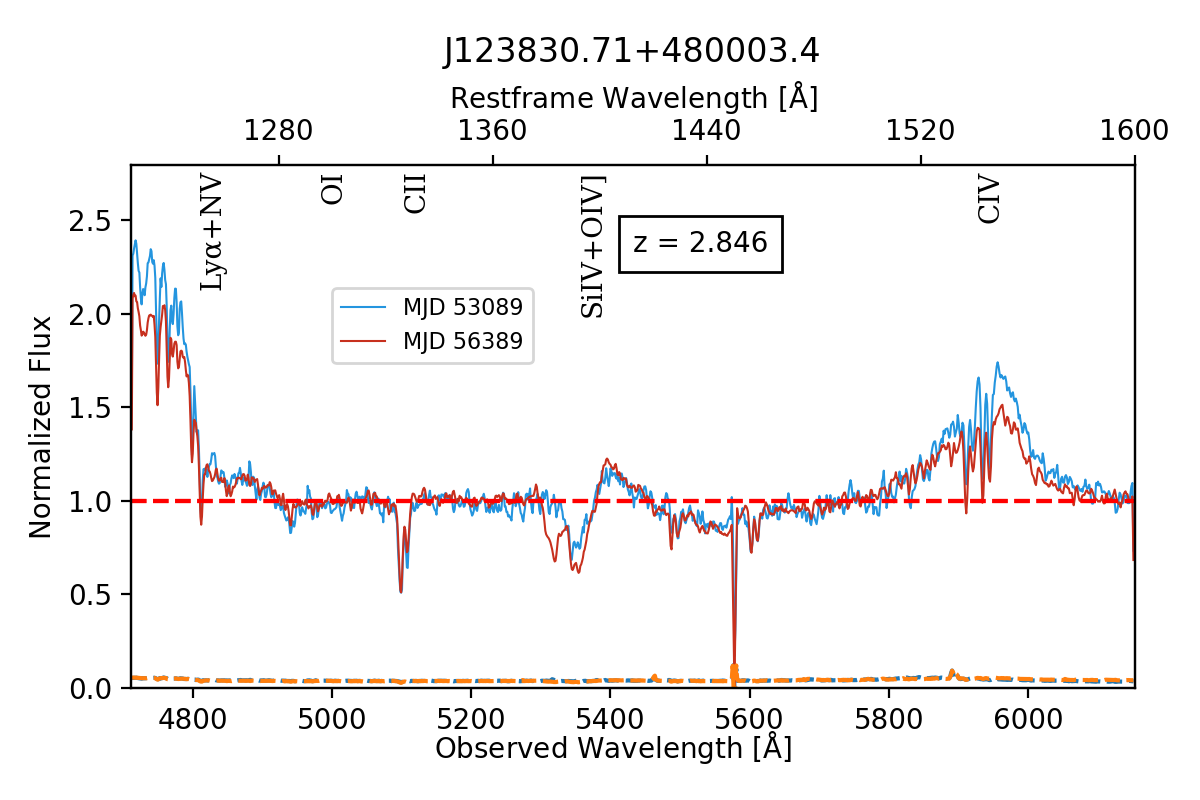 J123830.71+480003.4
Restframe Wavelength [Å]
1280 1360 1440 1520 1600
Lyα+NV
OI
CII
SiIV+OIV]
CIV
z = 2.846
MJD 53089
MJD 56389
Normalized Flux
2.5
2.0
1.5
1.0
0.5
0.0
4800 5000 5200 5400 5600 5800 6000
Observed Wavelength [Å]